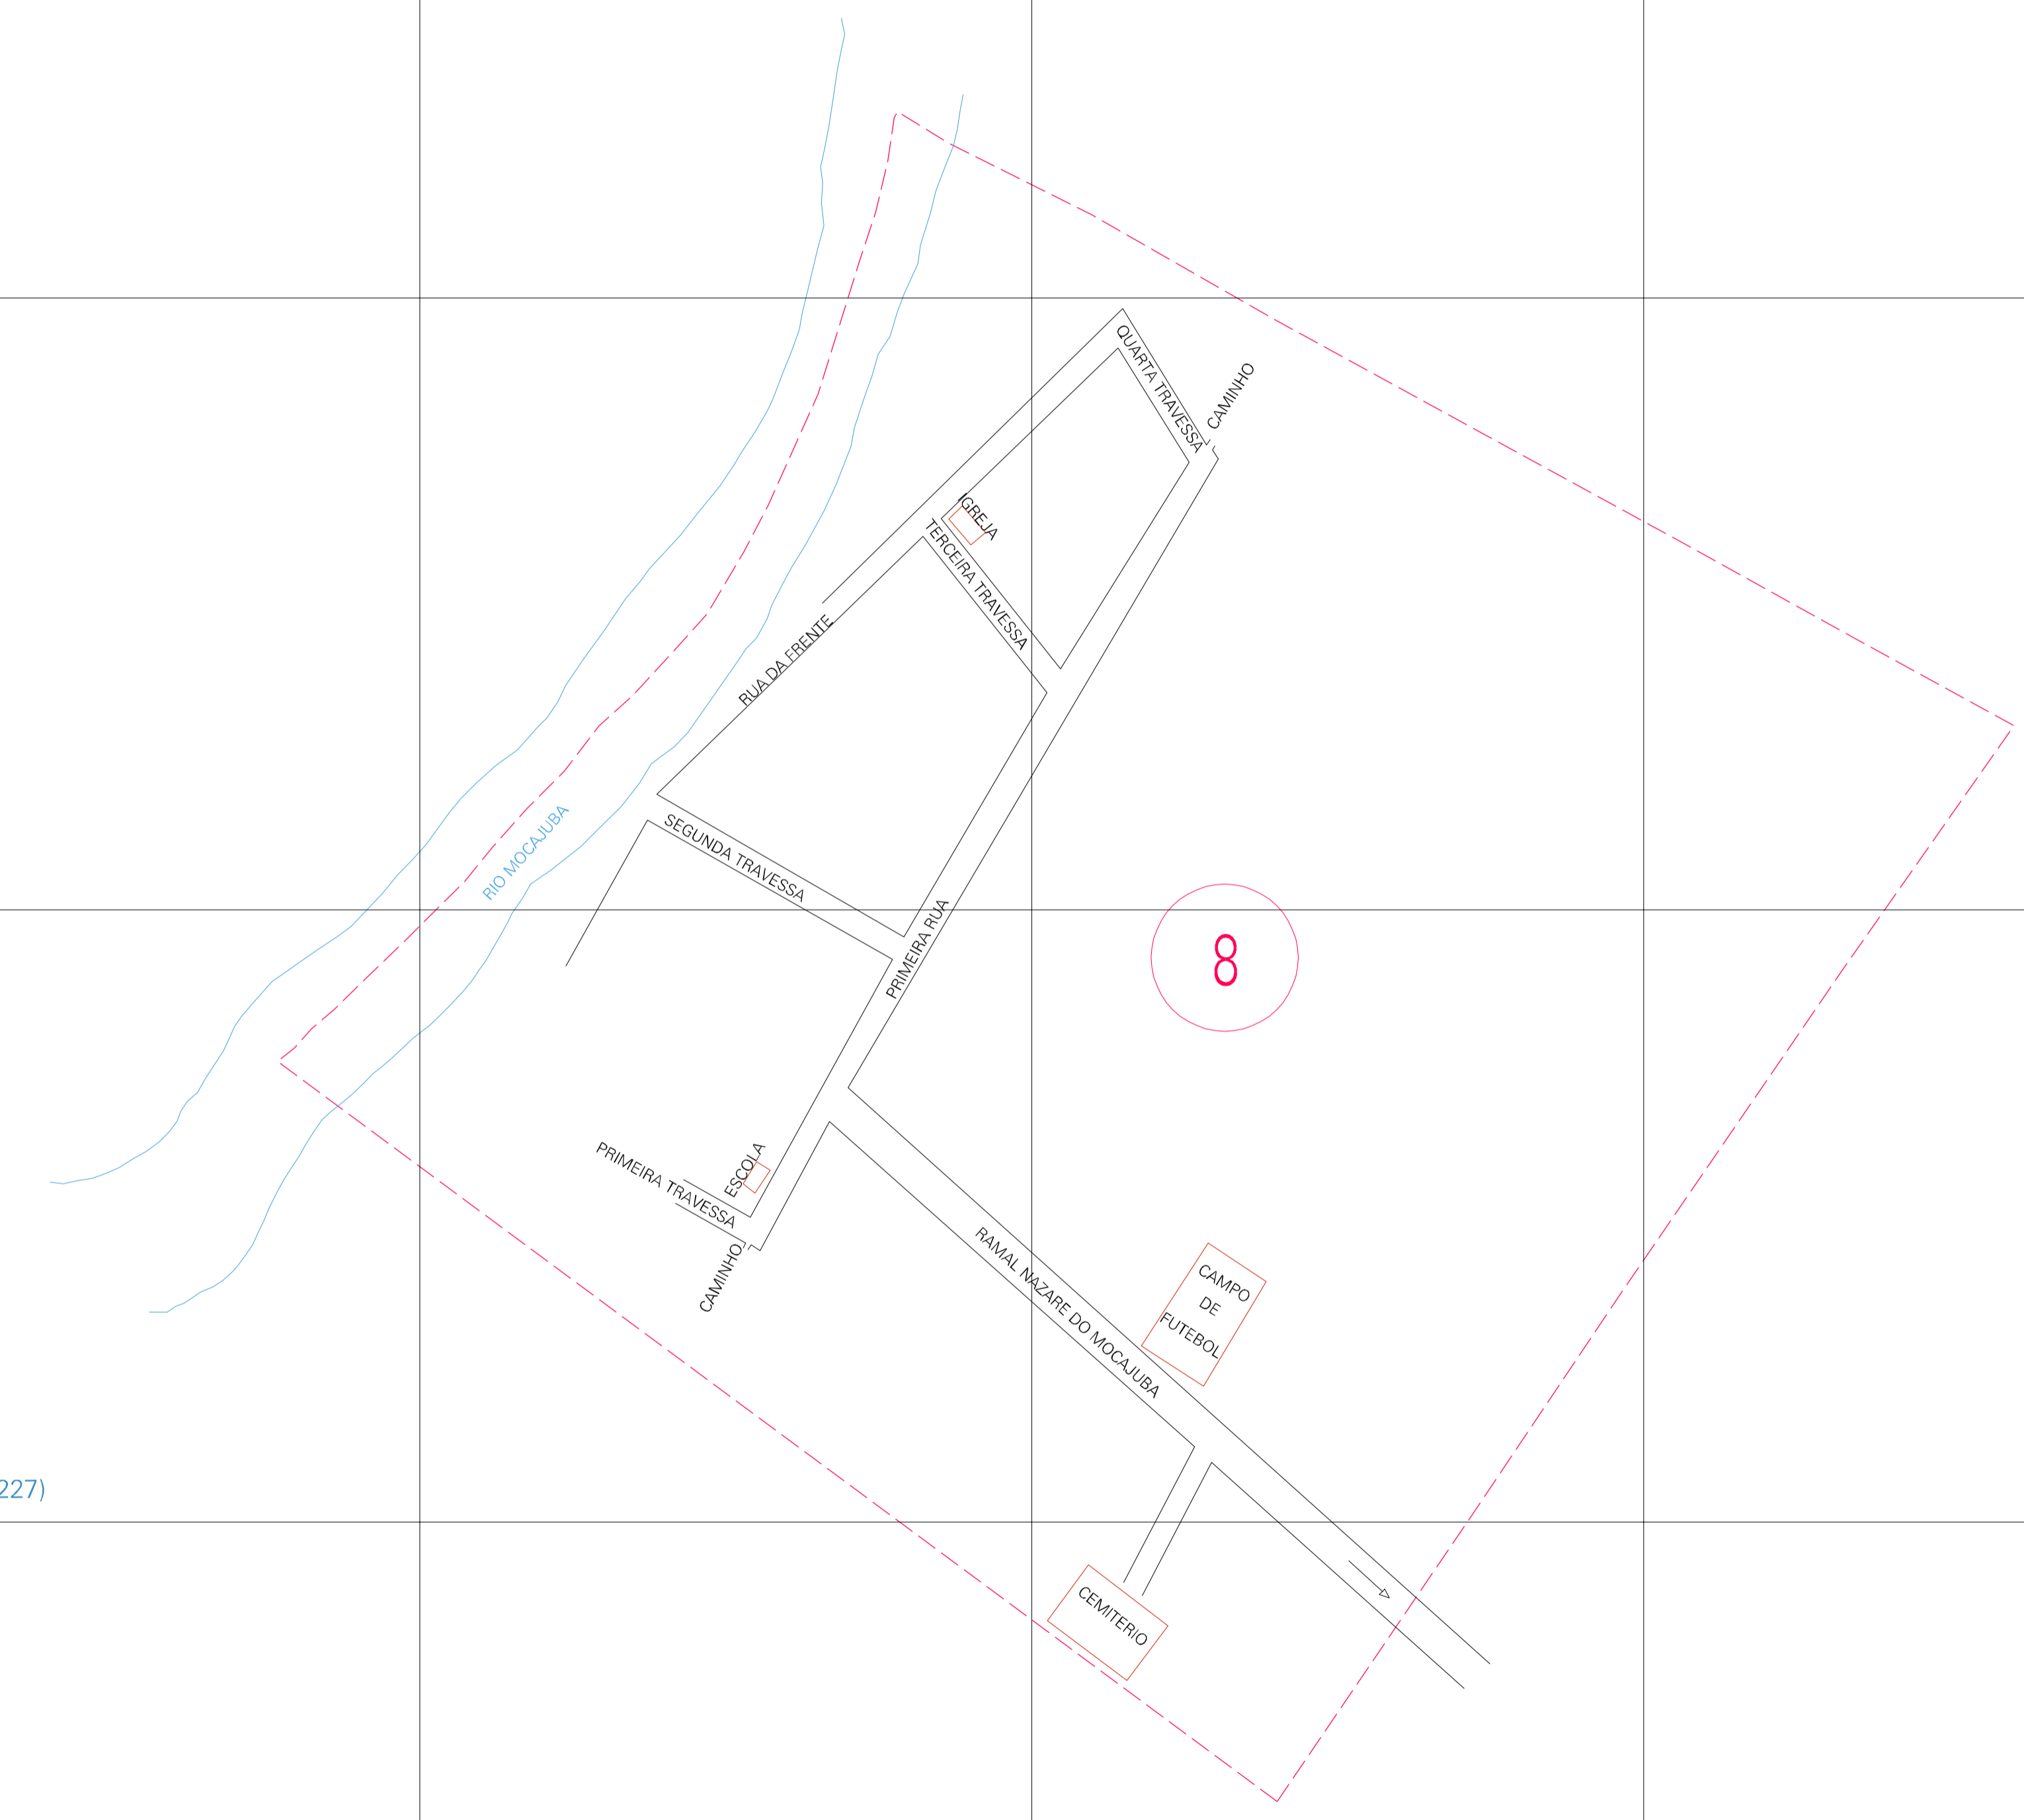 QUARTA TRAVESSA
CAMINHO
IGREJA
TERCEIRA TRAVESSA
RUA DA FRENTE
RIO MOCAJUBA
SEGUNDA TRAVESSA
PRIMEIRA RUA
8
ESCOLA
PRIMEIRA TRAVESSA
CAMINHO
RAMAL NAZARE DO MOCAJUBA
CAMPO
DE
FUTEBOL
227)
CEMITERIO